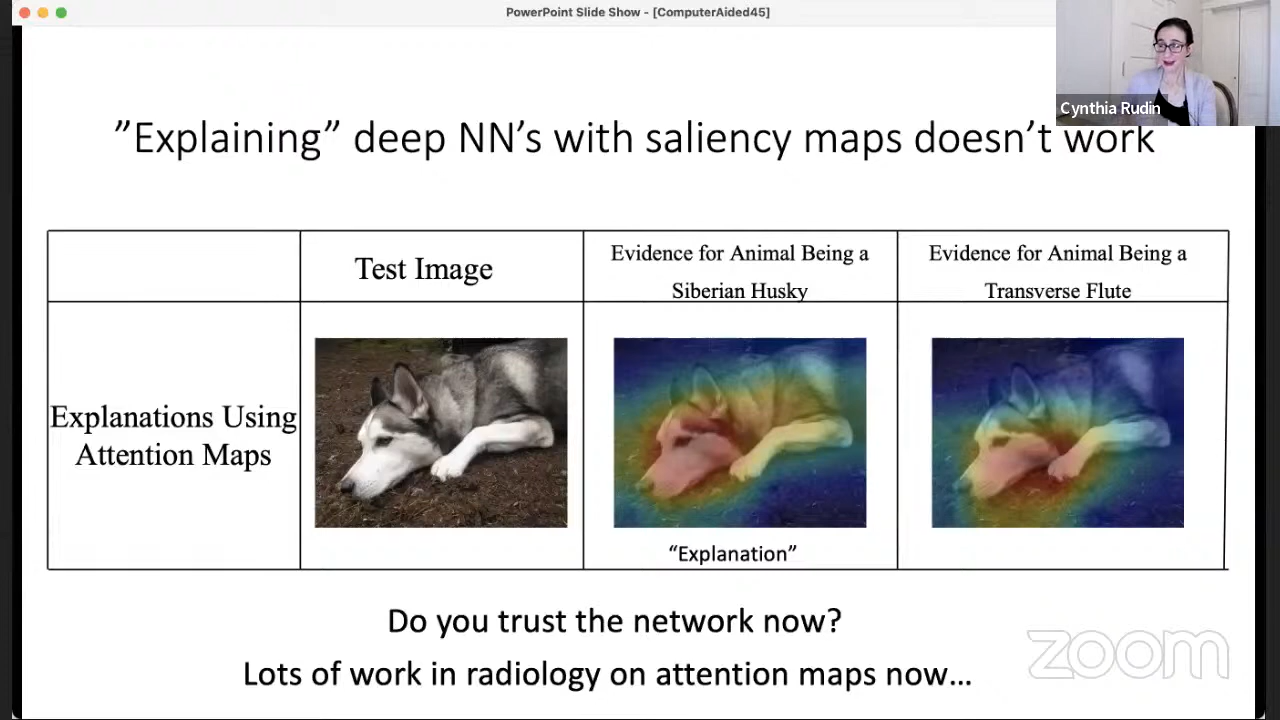 PowerPoint Slide Show - [ComputerAided45]
Cynthia Rudin
”Explaining” deep NN’s with saliency maps doesn’t work
Test Image
Evidence for Animal Being a
Siberian Husky
Evidence for Animal Being a
Transverse Flute
Explanations Using
Attention Maps
“Explanation”
Do you trust the network now?
Lots of work in radiology on attention maps now…
zoom